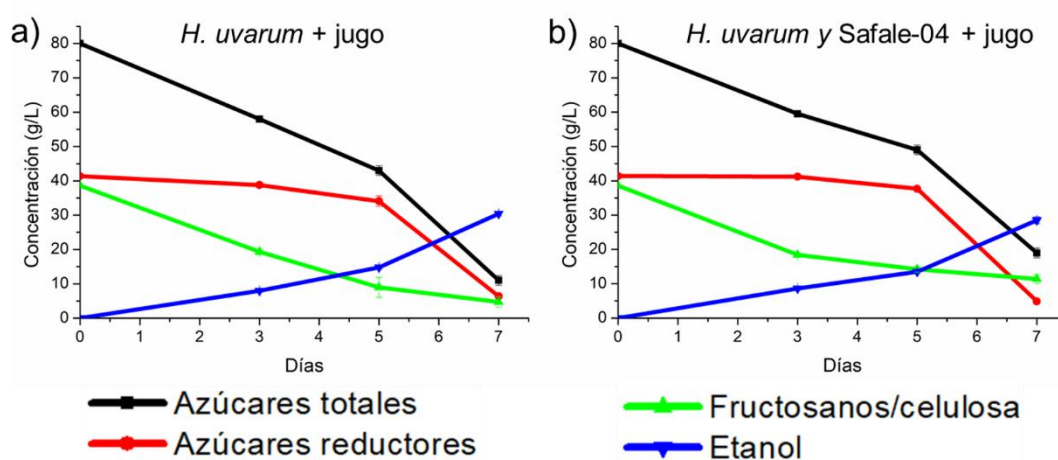 a) H. uvarum + jugo
Concentración (g/L)
80
70
60
50
40
30
20
10
0
0 1 2 3 4 5 6 7
Días
b) H. uvarum y Safale-04 + jugo
Concentración (g/L)
80
70
60
50
40
30
20
10
0
0 1 2 3 4 5 6 7
Días
Azúcares totales
Azúcares reductores
Fructosanos/celulosa
Etanol